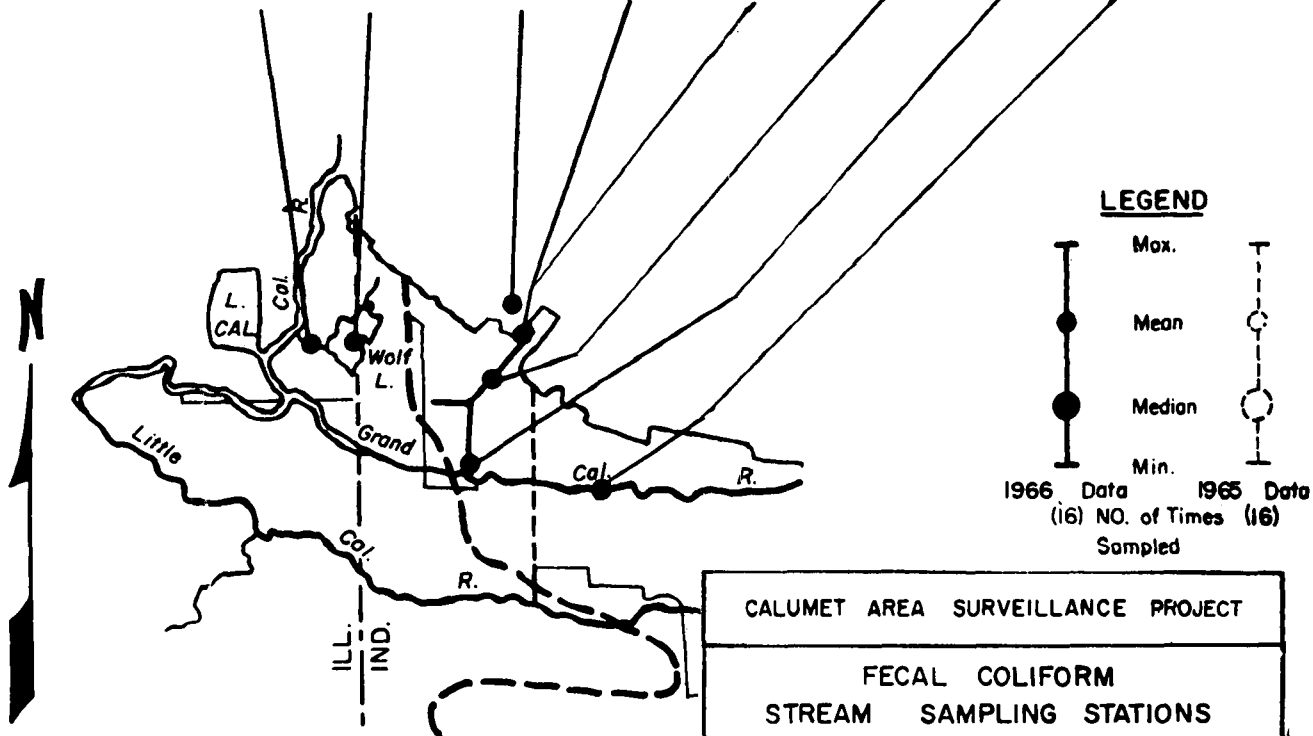 N
R.
Cal.
L.
CAL
Wolf
L.
Grand
Cal.
R.
Little
Cal.
R.
ILL.
IND.
LEGEND
Max.
Mean
Median
Min.
1966 Data 1965 Data
(16) NO. of Times (16)
Sampled
CALUMET AREA SURVEILLANCE PROJECT
FECAL COLIFORM
STREAM SAMPLING STATIONS